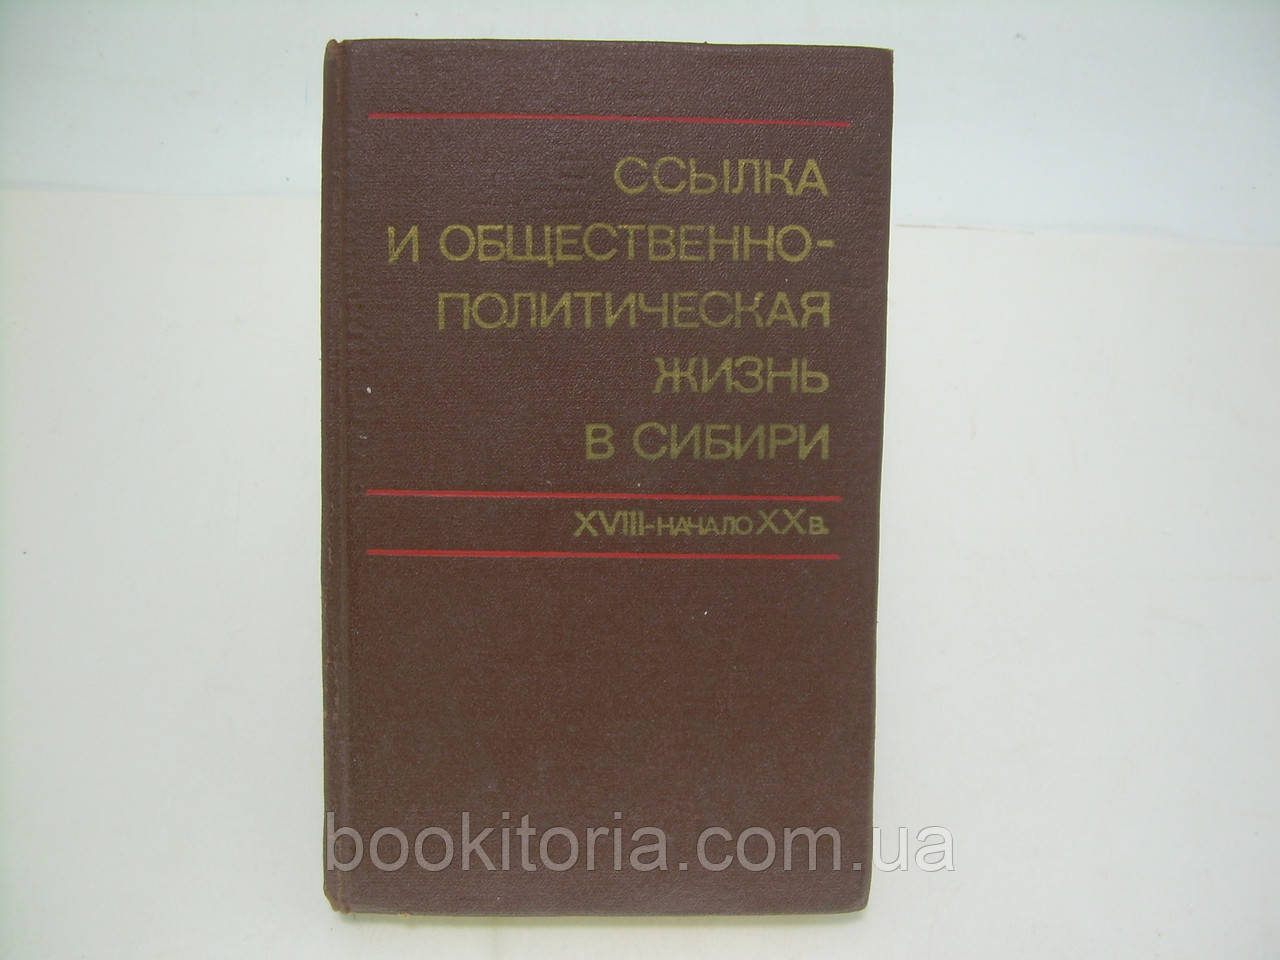 ССЫЛКА
И ОБЩЕСТВЕННО-
ПОЛИТИЧЕСКАЯ
ЖИЗНЬ
В СИБИРИ
XVIII-НАЧАЛО XX В.
bookitoria.com.ua